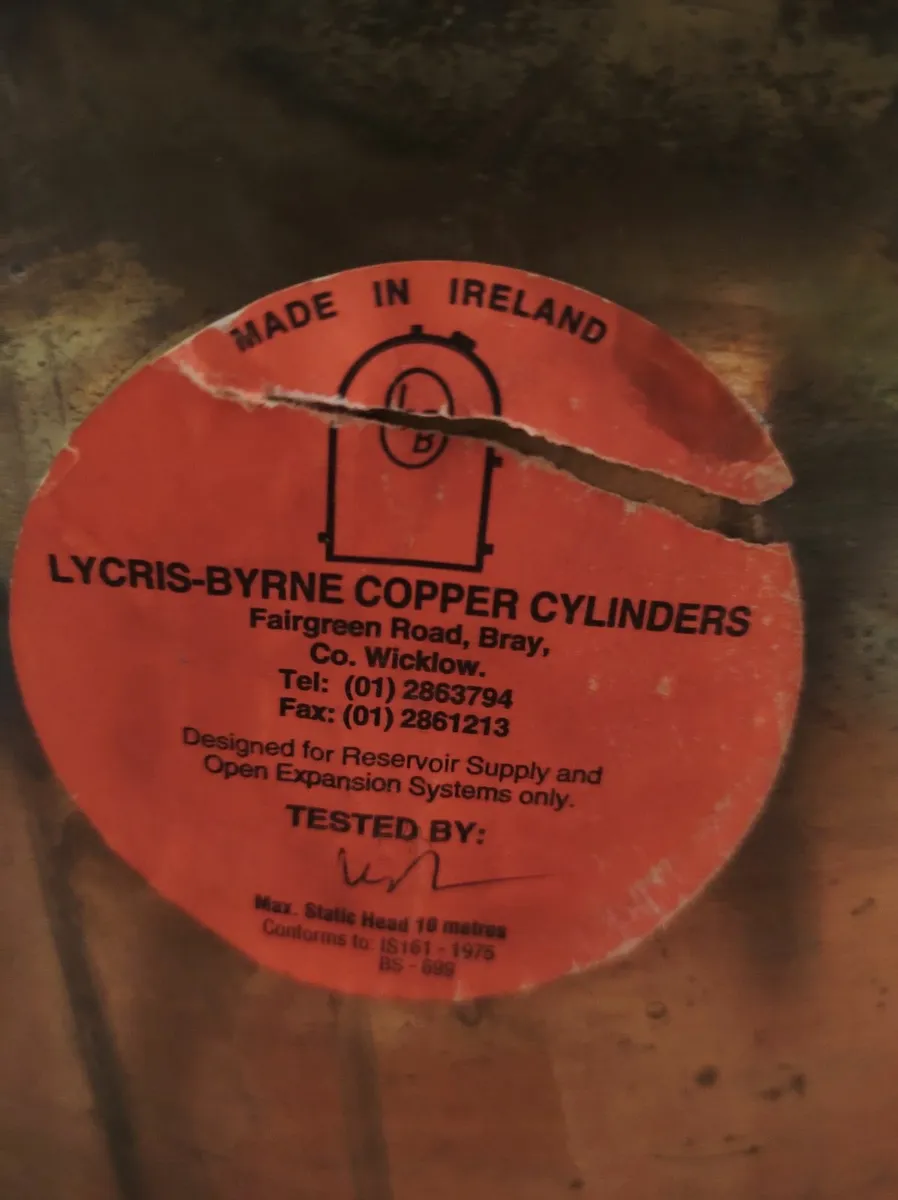 MADE IN IRELAND
L B
LYCRIS-BYRNE COPPER CYLINDERS
Fairgreen Road, Bray,
Co. Wicklow.
Tel: (01) 2863794
Fax: (01) 2861213
Designed for Reservoir Supply and
Open Expansion Systems only.
TESTED BY:
Max. Static Head 10 metres
Conforms to: IS161 - 1975
BS - 699